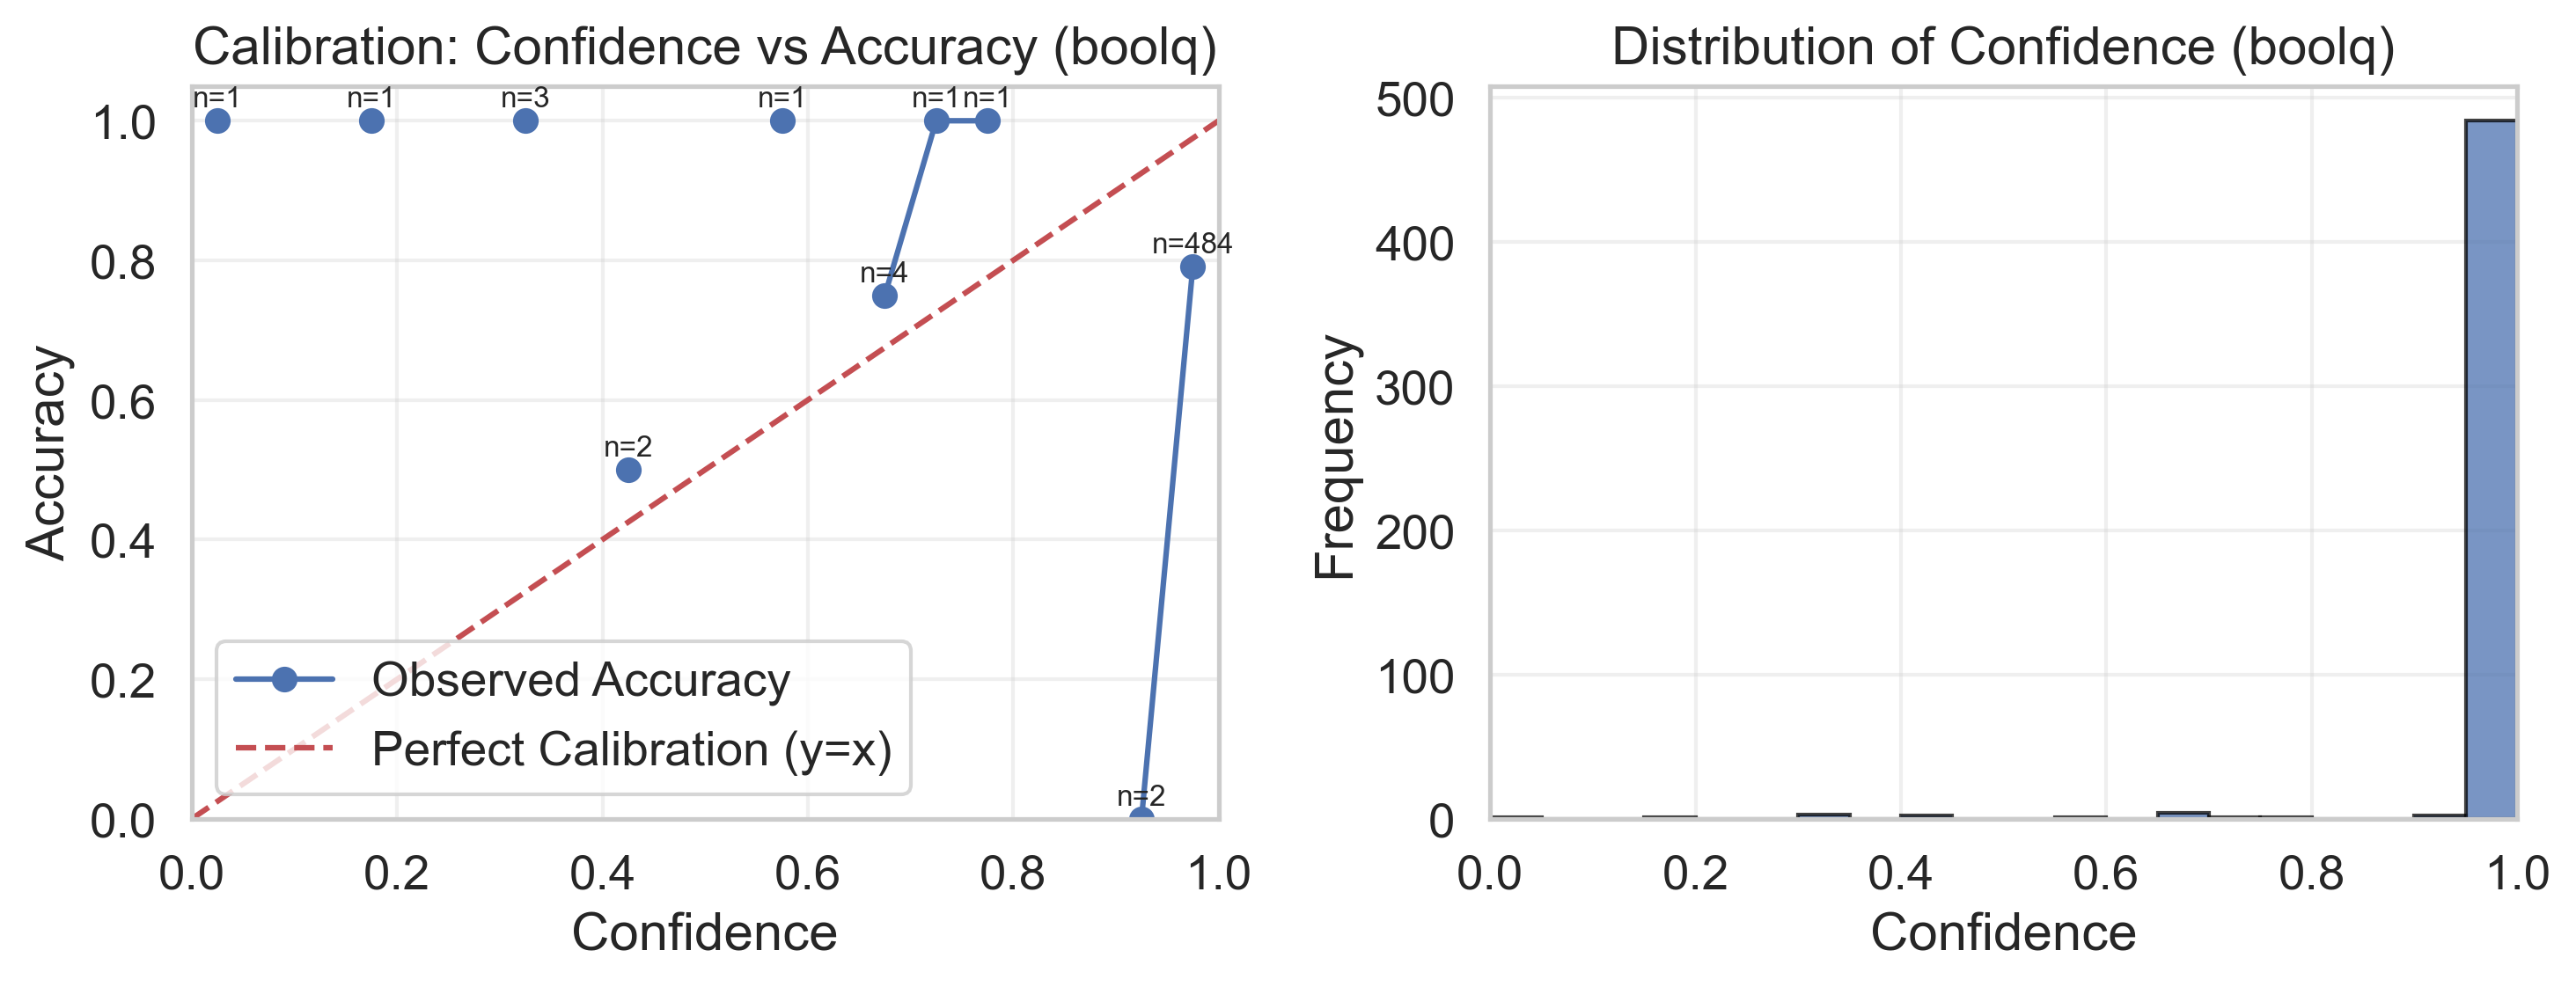 Calibration: Confidence vs Accuracy (boolq)
n=1
n=1
n=3
n=1
n=1
n=1
n=484
n=4
n=2
n=2
1.0
0.8
0.6
0.4
0.2
0.0
Accuracy
Observed Accuracy
Perfect Calibration (y=x)
0.0 0.2 0.4 0.6 0.8 1.0
Confidence
Distribution of Confidence (boolq)
500
400
300
200
100
0
Frequency
0.0 0.2 0.4 0.6 0.8 1.0
Confidence